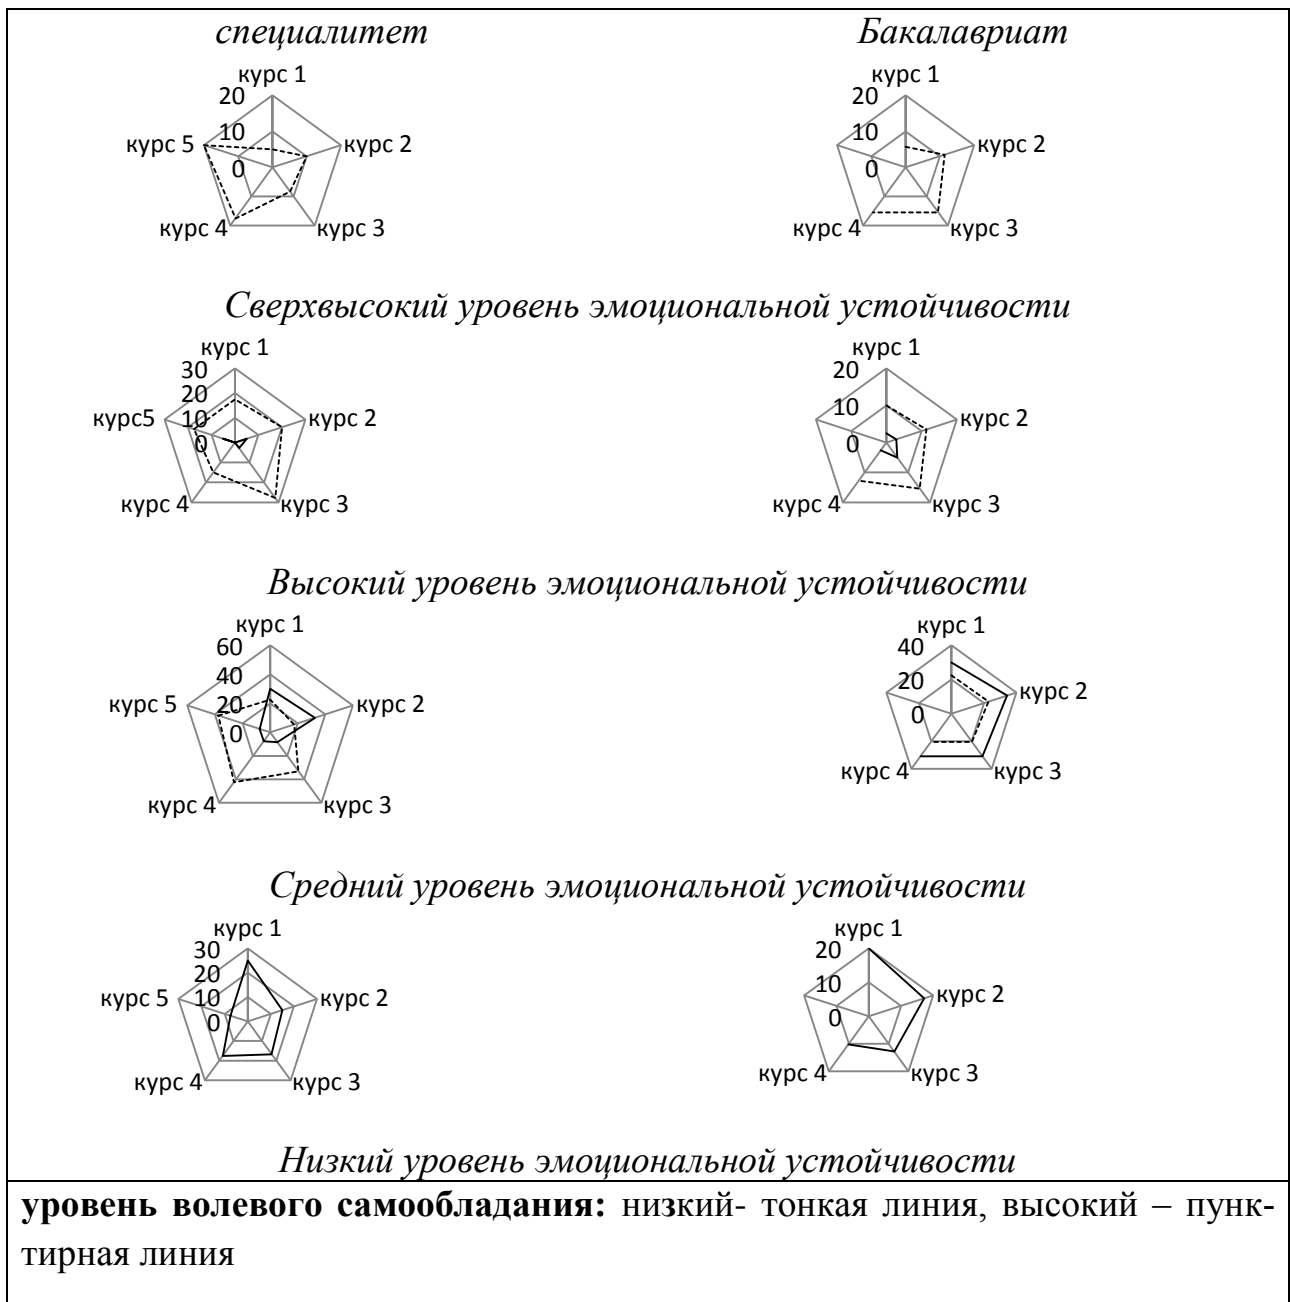 специалитет
Бакалавриат
курс 1
20
10
0
курс 2
курс 3
курс 4
курс 5
курс 1
20
10
0
курс 2
курс 3
курс 4
Сверхвысокий уровень эмоциональной устойчивости
курс 1
30
20
10
0
курс 2
курс 3
курс 4
курс5
курс 1
20
10
0
курс 2
курс 3
курс 4
Высокий уровень эмоциональной устойчивости
курс 1
60
40
20
0
курс 2
курс 3
курс 4
курс 5
курс 1
40
20
0
курс 2
курс 3
курс 4
Средний уровень эмоциональной устойчивости
курс 1
30
20
10
0
курс 2
курс 3
курс 4
курс 5
курс 1
20
10
0
курс 2
курс 3
курс 4
Низкий уровень эмоциональной устойчивости
уровень волевого самообладания: низкий- тонкая линия, высокий – пунк-
тирная линия